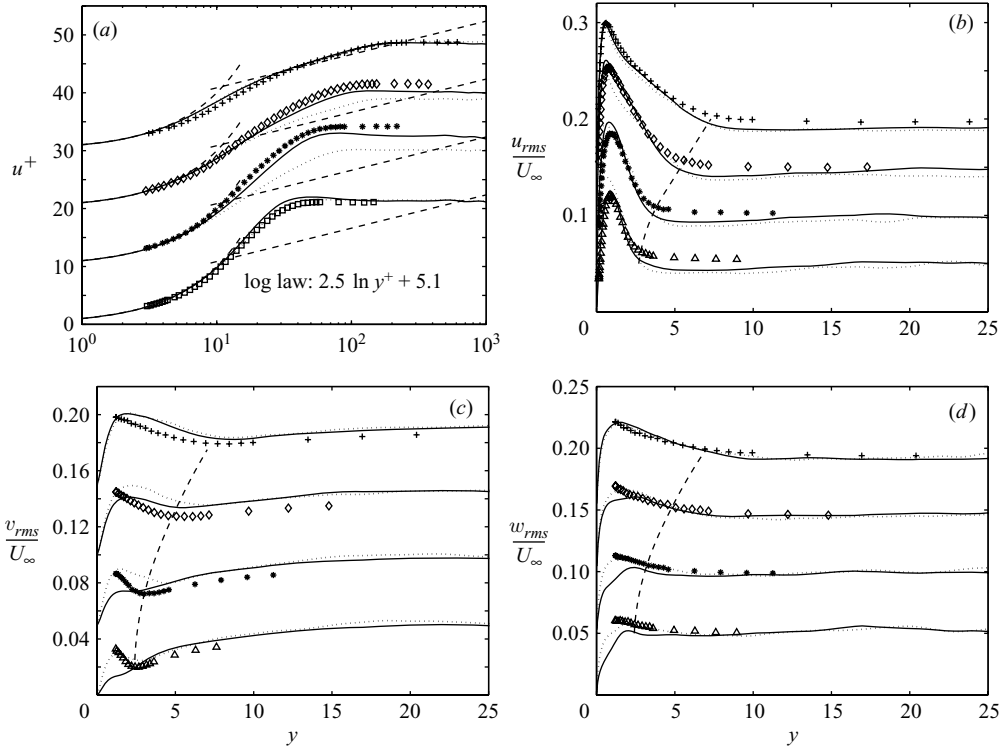 (a)
50
40
30
20
10
0
u+
log law: 2.5 ln y+ + 5.1
10^0
10^1
10^2
10^3
(b)
0.3
0.2
0.1
u_rms
U_∞
0
5
10
15
20
25
y
(c)
0.20
0.16
0.12
0.08
0.04
v_rms
U_∞
0
5
10
15
20
25
y
(d)
0.25
0.20
0.15
0.10
0.05
w_rms
U_∞
0
5
10
15
20
25
y